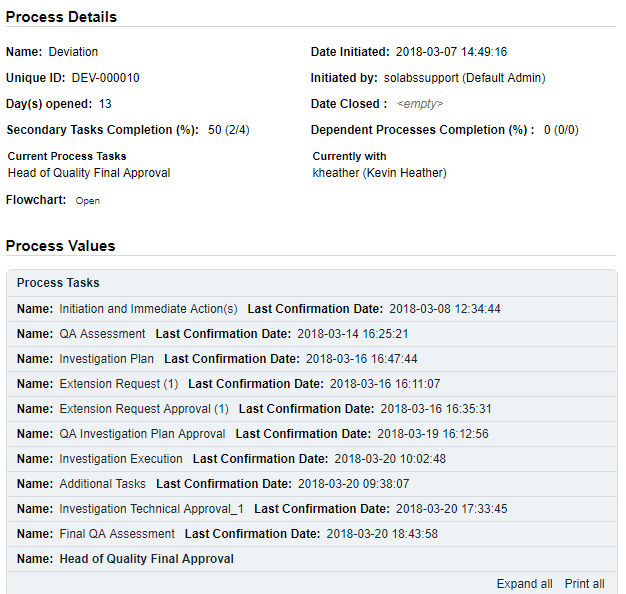 Process Details
Name: Deviation Date Initiated: 2018-03-07 14:49:16
Unique ID: DEV-000010 Initiated by: solabssupport (Default Admin)
Day(s) opened: 13 Date Closed : <empty>
Secondary Tasks Completion (%): 50 (2/4) Dependent Processes Completion (%) : 0 (0/0)
Current Process Tasks Currently with
Head of Quality Final Approval kheather (Kevin Heather)
Flowchart: Open
Process Values
Process Tasks
Name: Initiation and Immediate Action(s) Last Confirmation Date: 2018-03-08 12:34:44
Name: QA Assessment Last Confirmation Date: 2018-03-14 16:25:21
Name: Investigation Plan Last Confirmation Date: 2018-03-16 16:47:44
Name: Extension Request (1) Last Confirmation Date: 2018-03-16 16:11:07
Name: Extension Request Approval (1) Last Confirmation Date: 2018-03-16 16:35:31
Name: QA Investigation Plan Approval Last Confirmation Date: 2018-03-19 16:12:56
Name: Investigation Execution Last Confirmation Date: 2018-03-20 10:02:48
Name: Additional Tasks Last Confirmation Date: 2018-03-20 09:38:07
Name: Investigation Technical Approval_1 Last Confirmation Date: 2018-03-20 17:33:45
Name: Final QA Assessment Last Confirmation Date: 2018-03-20 18:43:58
Name: Head of Quality Final Approval
Expand all Print all